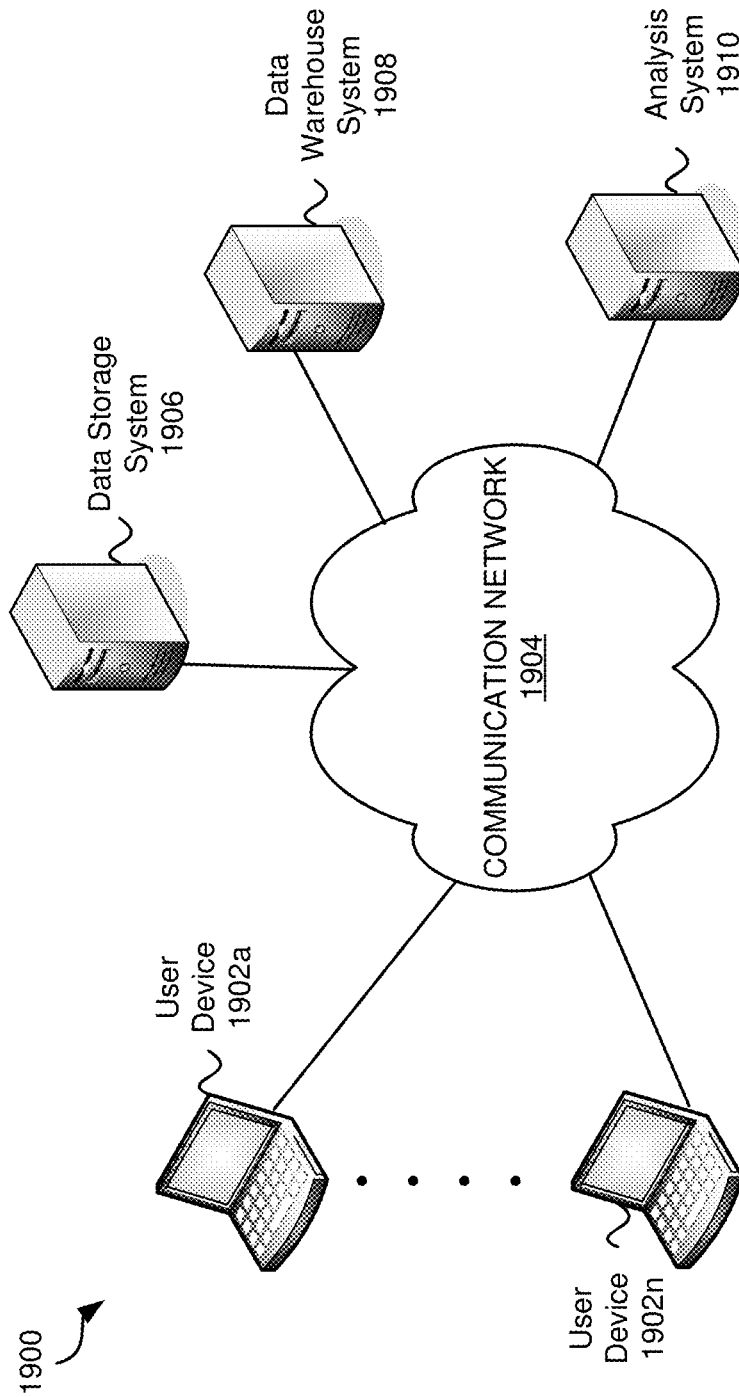 1900
User
Device
1902a
User
Device
1902n
COMMUNICATION NETWORK
1904
Data Storage
System
1906
Data
Warehouse
System
1908
Analysis
System
1910